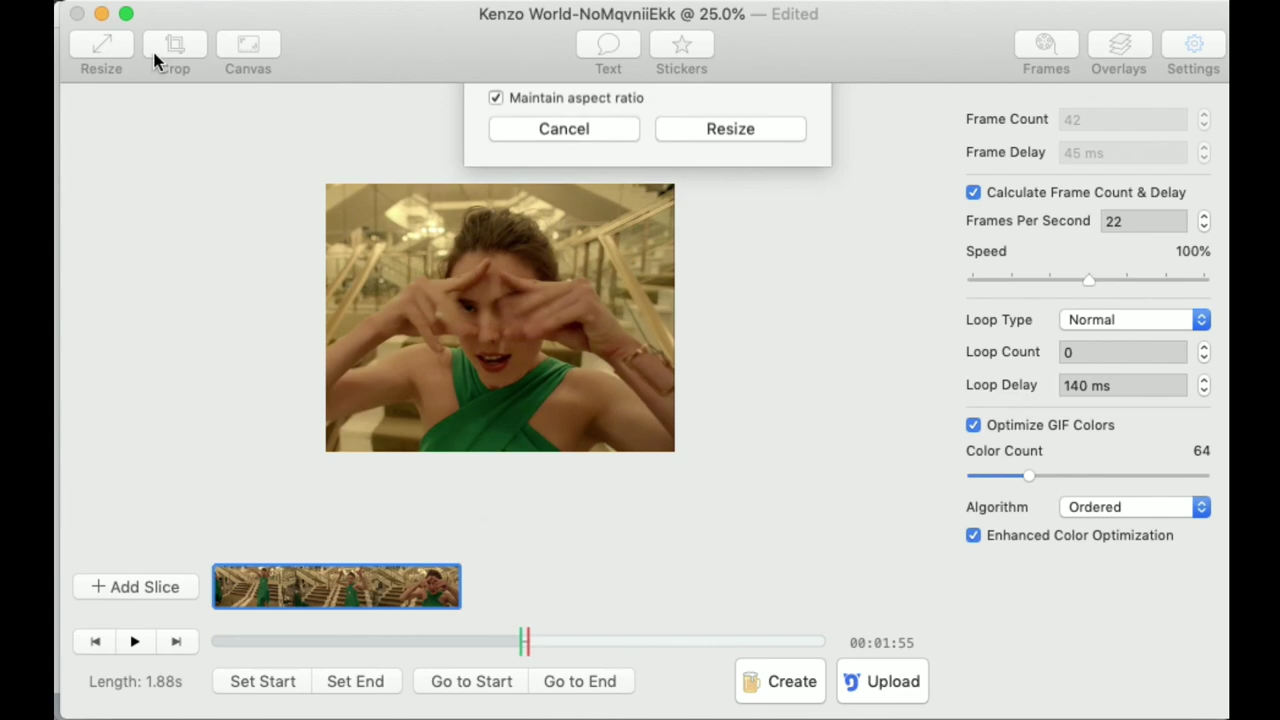 Kenzo World-NoMqvniiEkk @ 25.0% — Edited
Resize
Crop
Canvas
Text
Stickers
Frames
Overlays
Settings
Maintain aspect ratio
Cancel
Resize
Frame Count 42
Frame Delay 45 ms
Calculate Frame Count & Delay
Frames Per Second 22
Speed 100%
Loop Type Normal
Loop Count 0
Loop Delay 140 ms
Optimize GIF Colors
Color Count 64
Algorithm Ordered
Enhanced Color Optimization
+ Add Slice
00:01:55
Length: 1.88s
Set Start
Set End
Go to Start
Go to End
Create
Upload